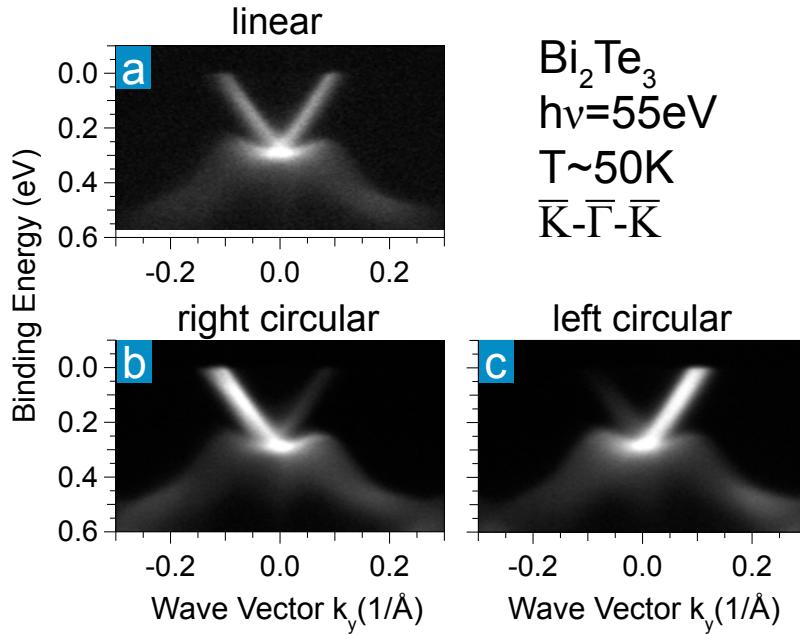 linear
a
Bi₂Te₃
hν=55eV
T~50K
K̅-Γ̅-K̅
0.0
0.2
0.4
0.6
-0.2 0.0 0.2
Binding Energy (eV)
right circular
left circular
b
c
0.0
0.2
0.4
0.6
-0.2 0.0 0.2
-0.2 0.0 0.2
Wave Vector k_y(1/Å)
Wave Vector k_y(1/Å)